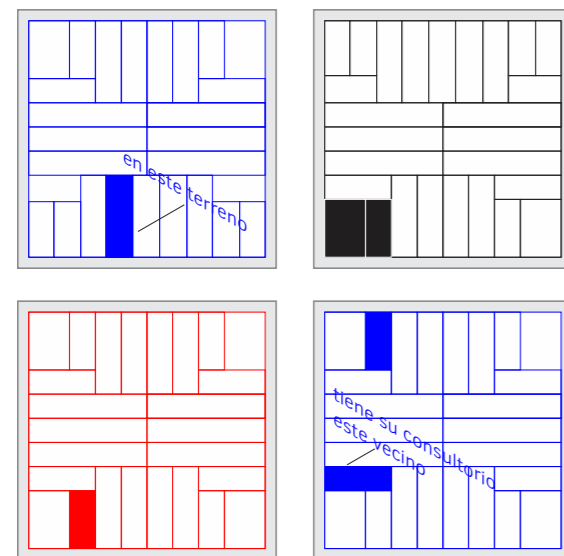 en este terreno
tiene su consultorio
este vecino